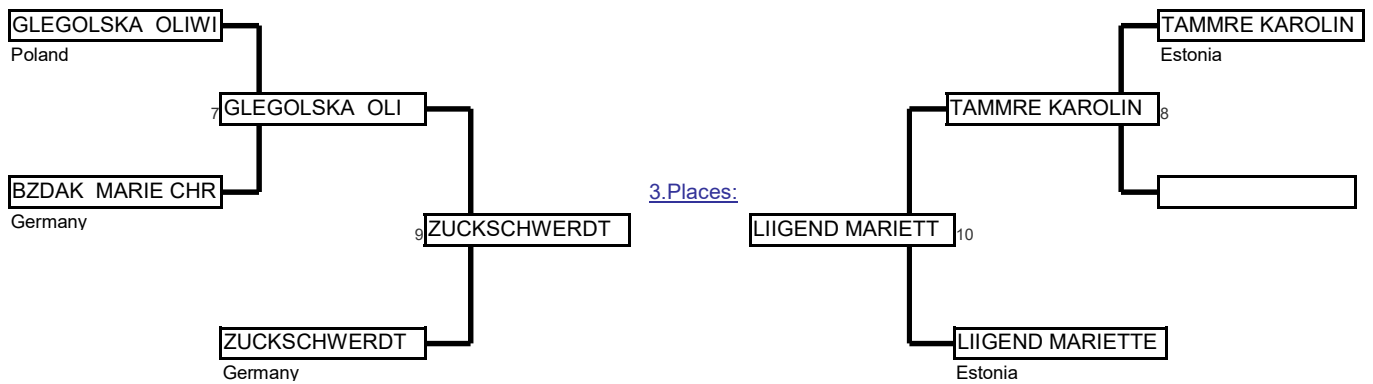 GLEGOLSKA  OLIWI
Poland
7 GLEGOLSKA  OLI
BZDAK  MARIE CHR
Germany
9 ZUCKSCHWERDT
ZUCKSCHWERDT
Germany
3.Places:
TAMMRE KAROLIN
Estonia
TAMMRE KAROLIN 8
LIIGEND MARIETT 10
LIIGEND MARIETTE
Estonia